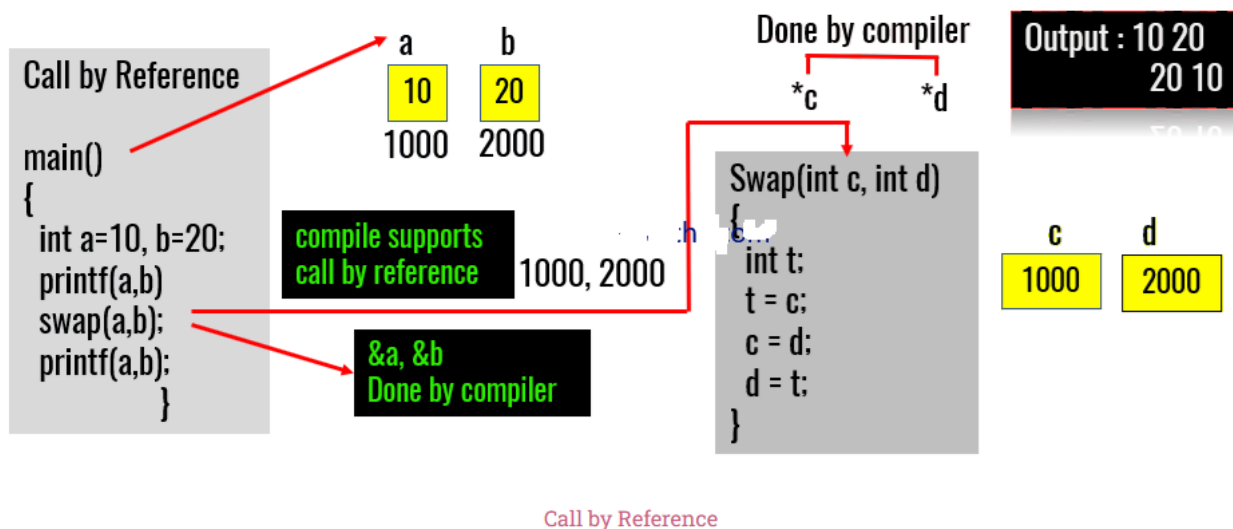 Call by Reference
main()
{
int a=10, b=20;
printf(a,b)
swap(a,b);
printf(a,b);
}
a b
10 20
1000 2000
compile supports
call by reference
1000, 2000
&a, &b
Done by compiler
Done by compiler
*c *d
Swap(int c, int d)
{
int t;
t = c;
c = d;
d = t;
}
Output : 10 20
20 10
c d
1000 2000
Call by Reference